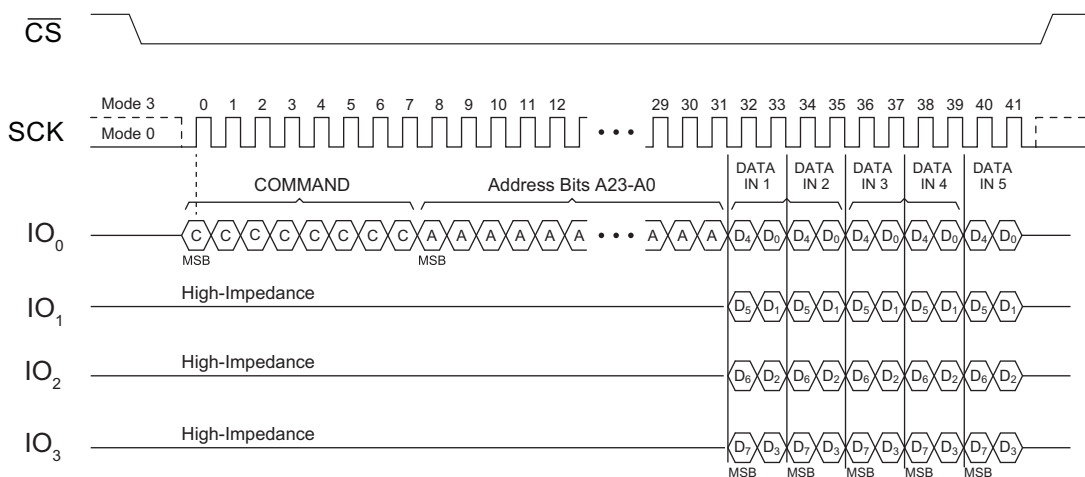 CS
Mode 3
0 1 2 3 4 5 6 7 8 9 10 11 12 29 30 31 32 33 34 35 36 37 38 39 40 41
SCK
Mode 0
COMMAND
Address Bits A23-A0
DATA IN 1
DATA IN 2
DATA IN 3
DATA IN 4
DATA IN 5
IO0 C C C C C C C C A A A A A A A A A D4 D0 D4 D0 D4 D0 D4 D0 D4 D0
MSB MSB
High-Impedance
IO1 D5 D1 D5 D1 D5 D1 D5 D1 D5 D1
High-Impedance
IO2 D6 D2 D6 D2 D6 D2 D6 D2 D6 D2
High-Impedance
IO3 D7 D3 D7 D3 D7 D3 D7 D3 D7 D3
MSB MSB MSB MSB MSB